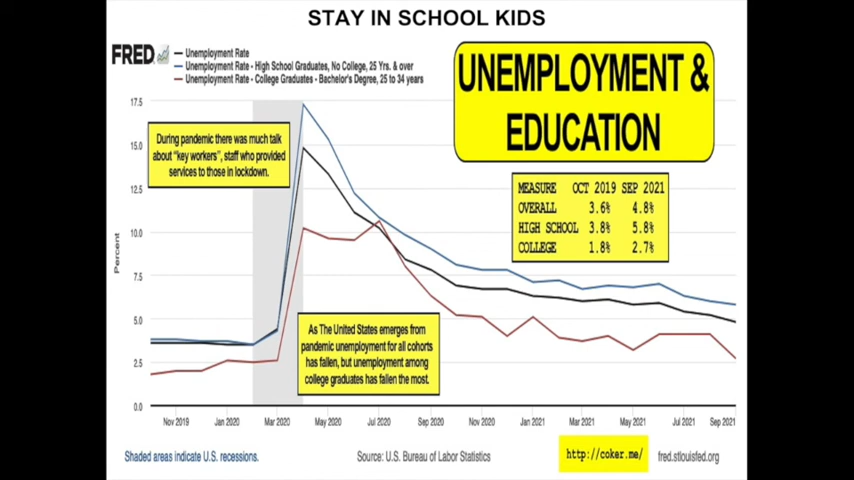 STAY IN SCHOOL KIDS
FRED
Unemployment Rate
Unemployment Rate - High School Graduates, No College, 25 Yrs. & over
Unemployment Rate - College Graduates - Bachelor's Degree, 25 to 34 years
UNEMPLOYMENT &
EDUCATION
17.5
15.0
12.5
10.0
7.5
5.0
2.5
0.0
Percent
During pandemic there was much talk
about "key workers", staff who provided
services to those in lockdown.
MEASURE OCT 2019 SEP 2021
OVERALL 3.6% 4.8%
HIGH SCHOOL 3.8% 5.8%
COLLEGE 1.8% 2.7%
As The United States emerges from
pandemic unemployment for all cohorts
has fallen, but unemployment among
college graduates has fallen the most.
Nov 2019 Jan 2020 Mar 2020 May 2020 Jul 2020 Sep 2020 Nov 2020 Jan 2021 Mar 2021 May 2021 Jul 2021 Sep 2021
Shaded areas indicate U.S. recessions. Source: U.S. Bureau of Labor Statistics http://coker.me/ fred.stlouisfed.org